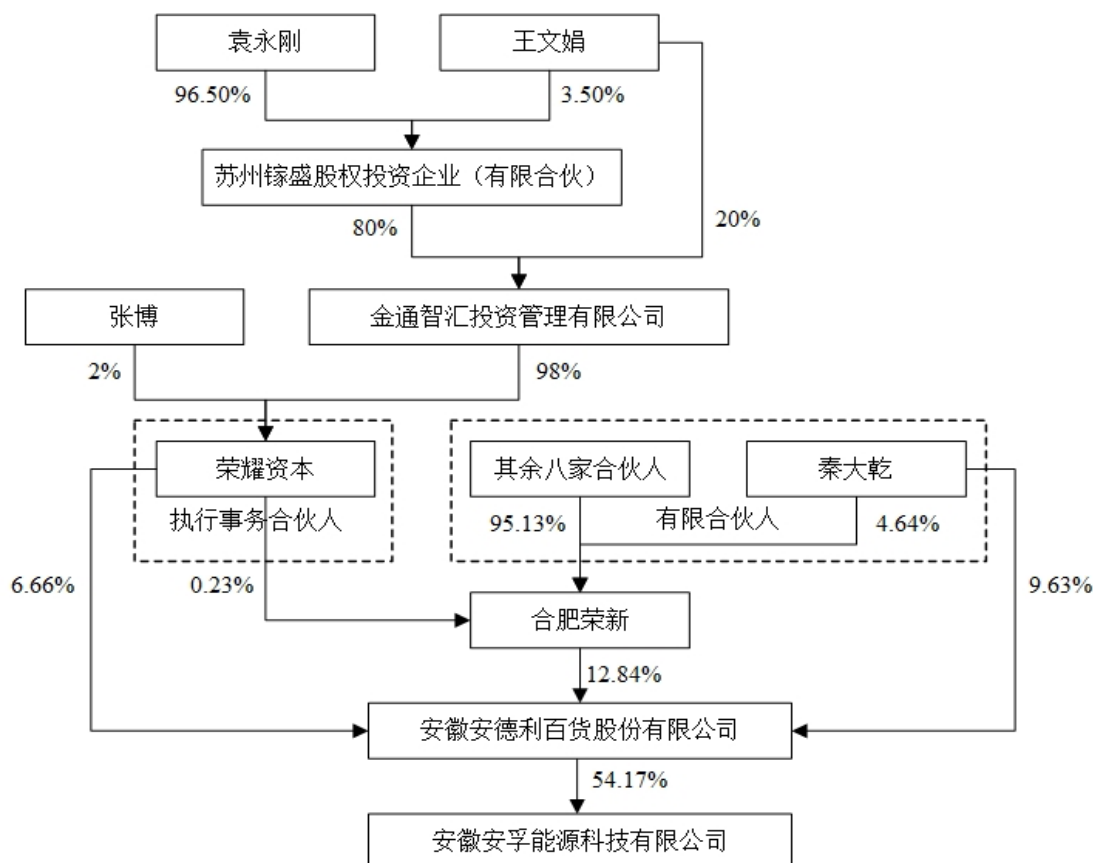 袁永刚
王文娟
96.50%
3.50%
苏州镓盛股权投资企业（有限合伙）
80%
20%
张博
金通智汇投资管理有限公司
2%
98%
荣耀资本
其余八家合伙人
秦大乾
执行事务合伙人
95.13%
有限合伙人
4.64%
6.66%
0.23%
9.63%
合肥荣新
12.84%
安徽安德利百货股份有限公司
54.17%
安徽安孚能源科技有限公司